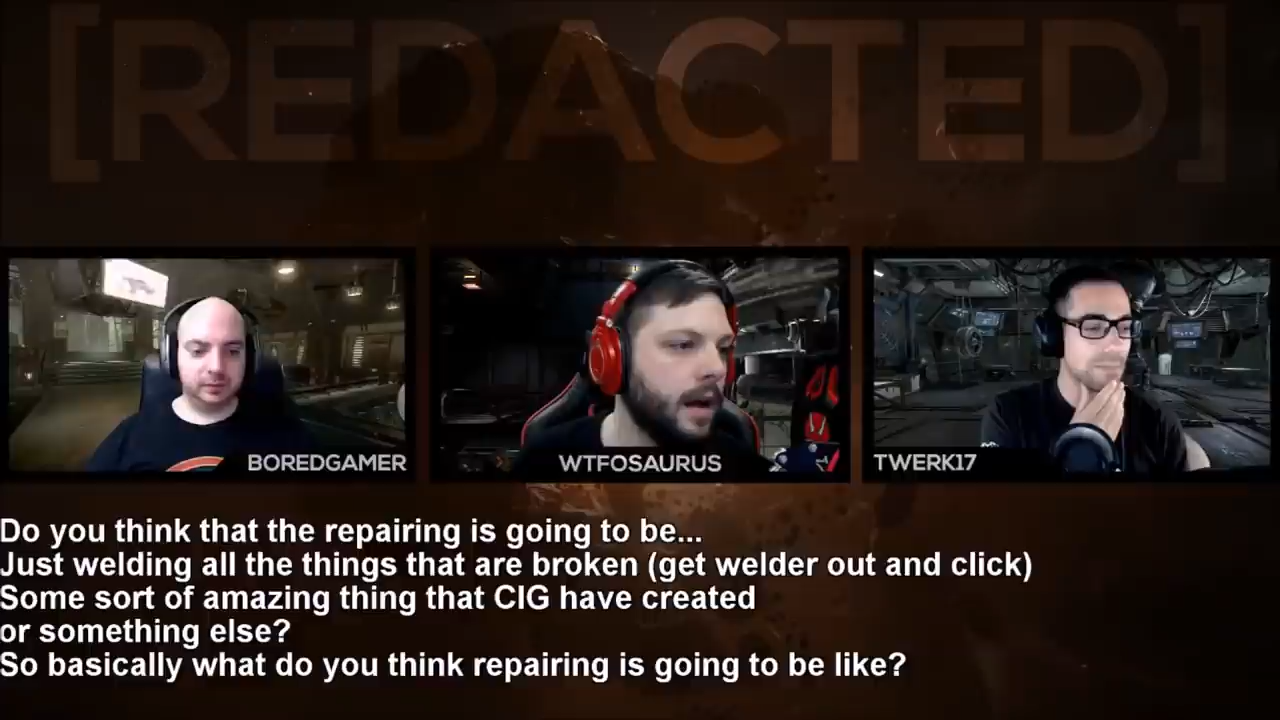 [REDACTED]
BOREDGAMER
WTFOSAURUS
TWERK17
Do you think that the repairing is going to be...
Just welding all the things that are broken (get welder out and click)
Some sort of amazing thing that CIG have created
or something else?
So basically what do you think repairing is going to be like?